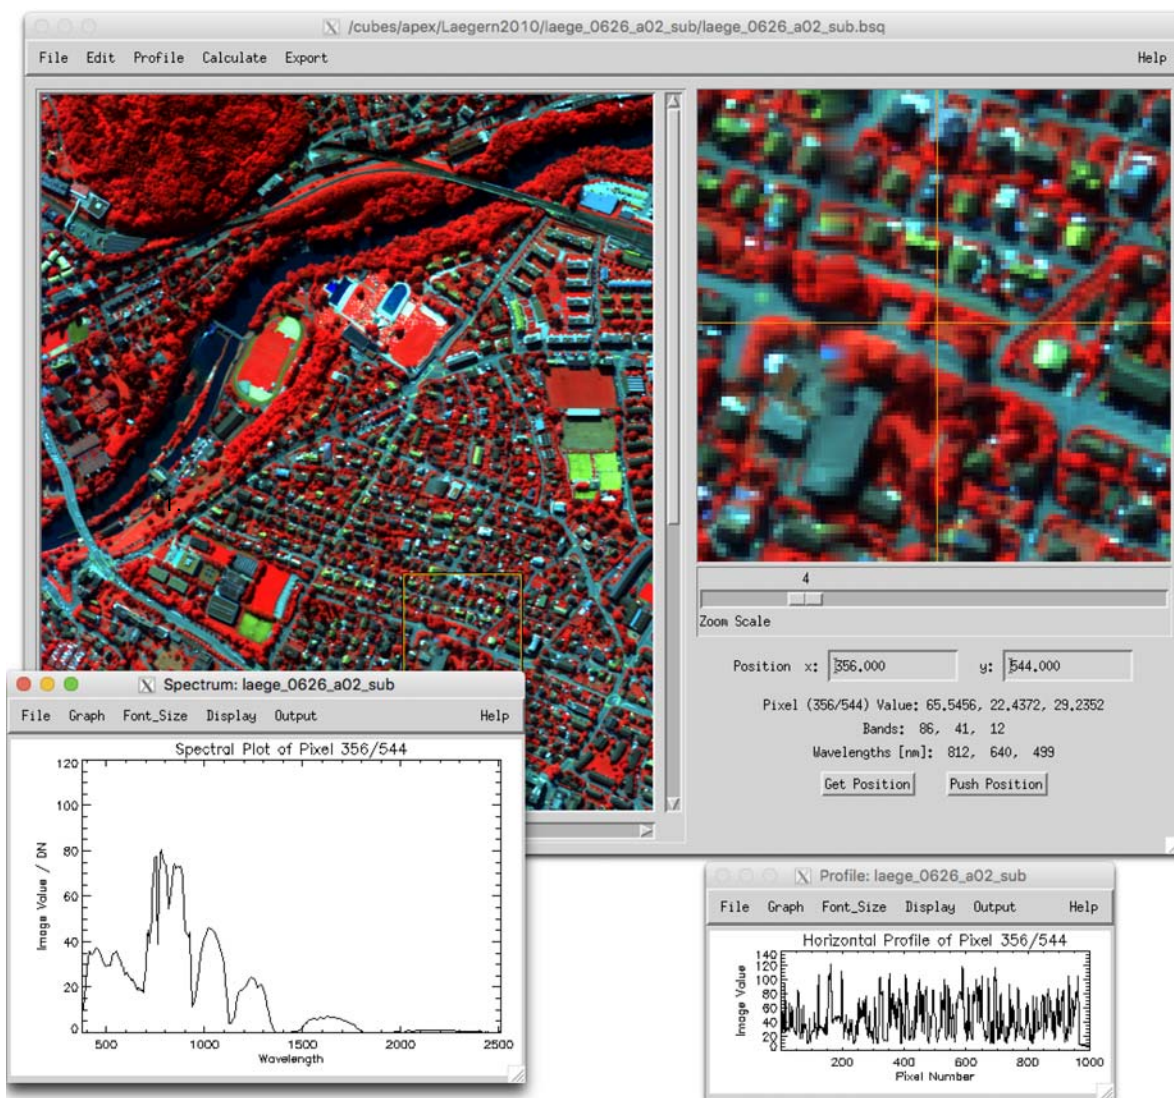 /cubes/apex/Laegern2010/laege_0626_a02_sub/laege_0626_a02_sub.bsq
File Edit Profile Calculate Export Help
4
Zoom Scale
Position x: 356.000 y: 544.000
Pixel (356/544) Value: 65.5456, 22.4372, 29.2352
Bands: 86, 41, 12
Wavelengths [nm]: 812, 640, 499
Get Position Push Position
Spectrum: laege_0626_a02_sub
File Graph Font_Size Display Output Help
Spectral Plot of Pixel 356/544
120
100
80
60
40
20
0
Image Value / DN
500 1000 1500 2000 2500
Wavelength
Profile: laege_0626_a02_sub
File Graph Font_Size Display Output Help
Horizontal Profile of Pixel 356/544
140
120
100
80
60
40
20
0
Image Value
200 400 600 800 1000
Pixel Number